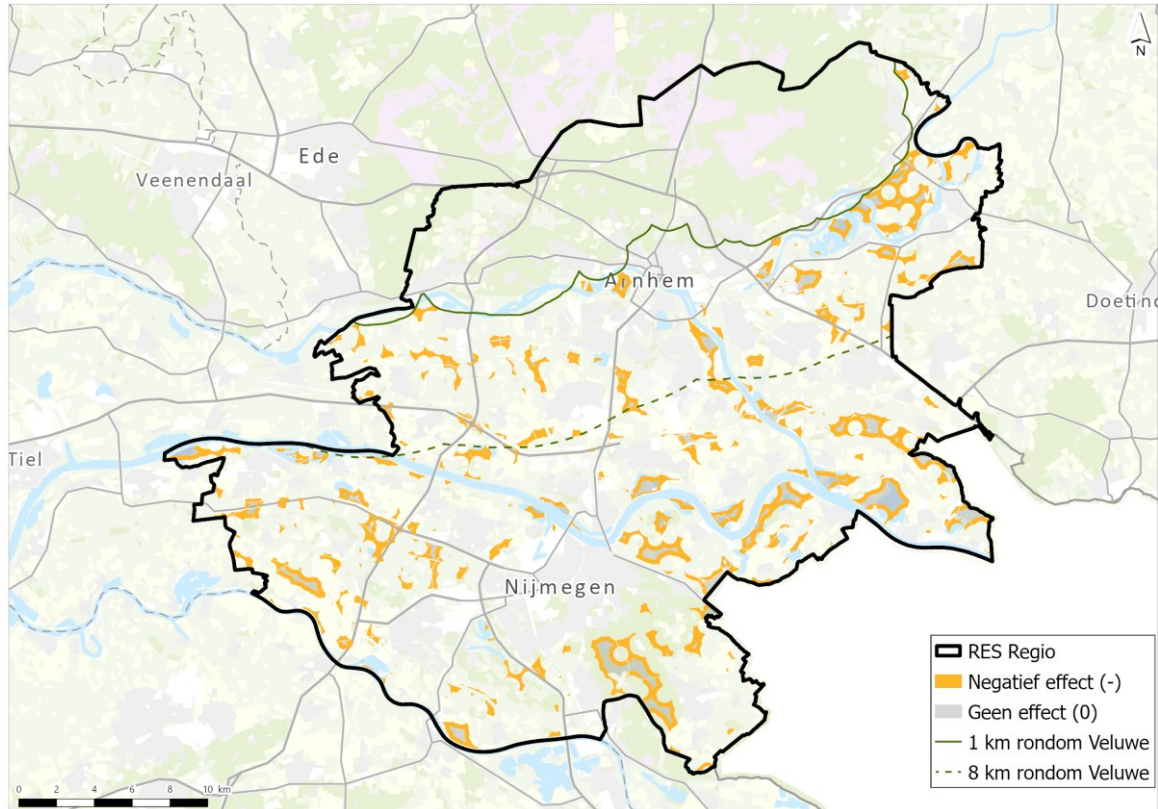 N
Ede
Veenendaal
Arnhem
Doetinc
Tiel
Nijmegen
RES Regio
Negatief effect (-)
Geen effect (0)
1 km rondom Veluwe
8 km rondom Veluwe
0 2 4 6 8 10 km